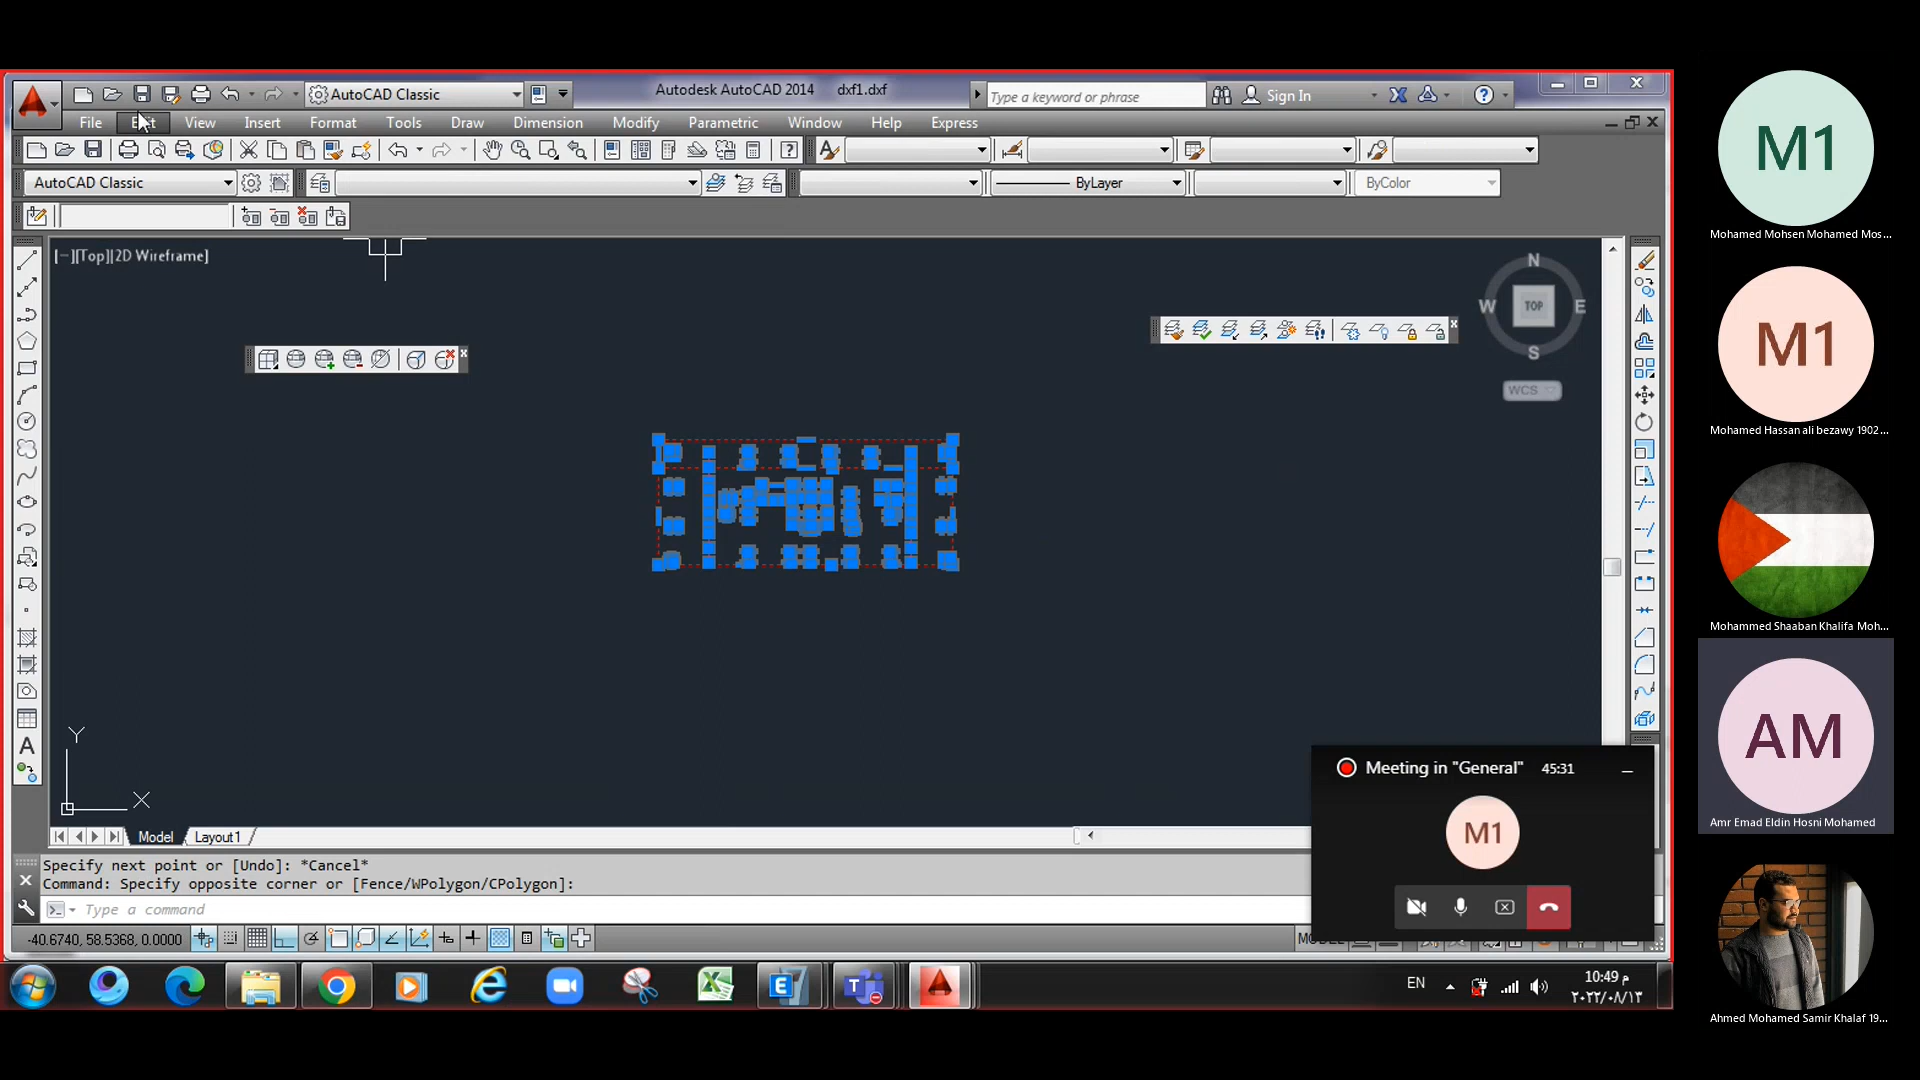 AutoCAD Classic
Autodesk AutoCAD 2014 dxf1.dxf
Type a keyword or phrase
Sign In
File
View
Insert
Format
Tools
Draw
Dimension
Modify
Parametric
Window
Help
Express
AutoCAD Classic
ByLayer
ByColor
[−][Top][2D Wireframe]
N
W
TOP
E
S
WCS
Y
X
Model
Layout1
Specify next point or [Undo]: *Cancel*
Command: Specify opposite corner or [Fence/WPolygon/CPolygon]:
Type a command
-40.6740, 58.5368, 0.0000
Meeting in "General" 45:31
M1
EN
10:49 م
٢٠٢٢/٠٨/١٣
M1
Mohamed Mohsen Mohamed Mos...
M1
Mohamed Hassan ali bezawy 1902...
Mohammed Shaaban Khalifa Moh...
AM
Amr Emad Eldin Hosni Mohamed
Ahmed Mohamed Samir Khalaf 19...